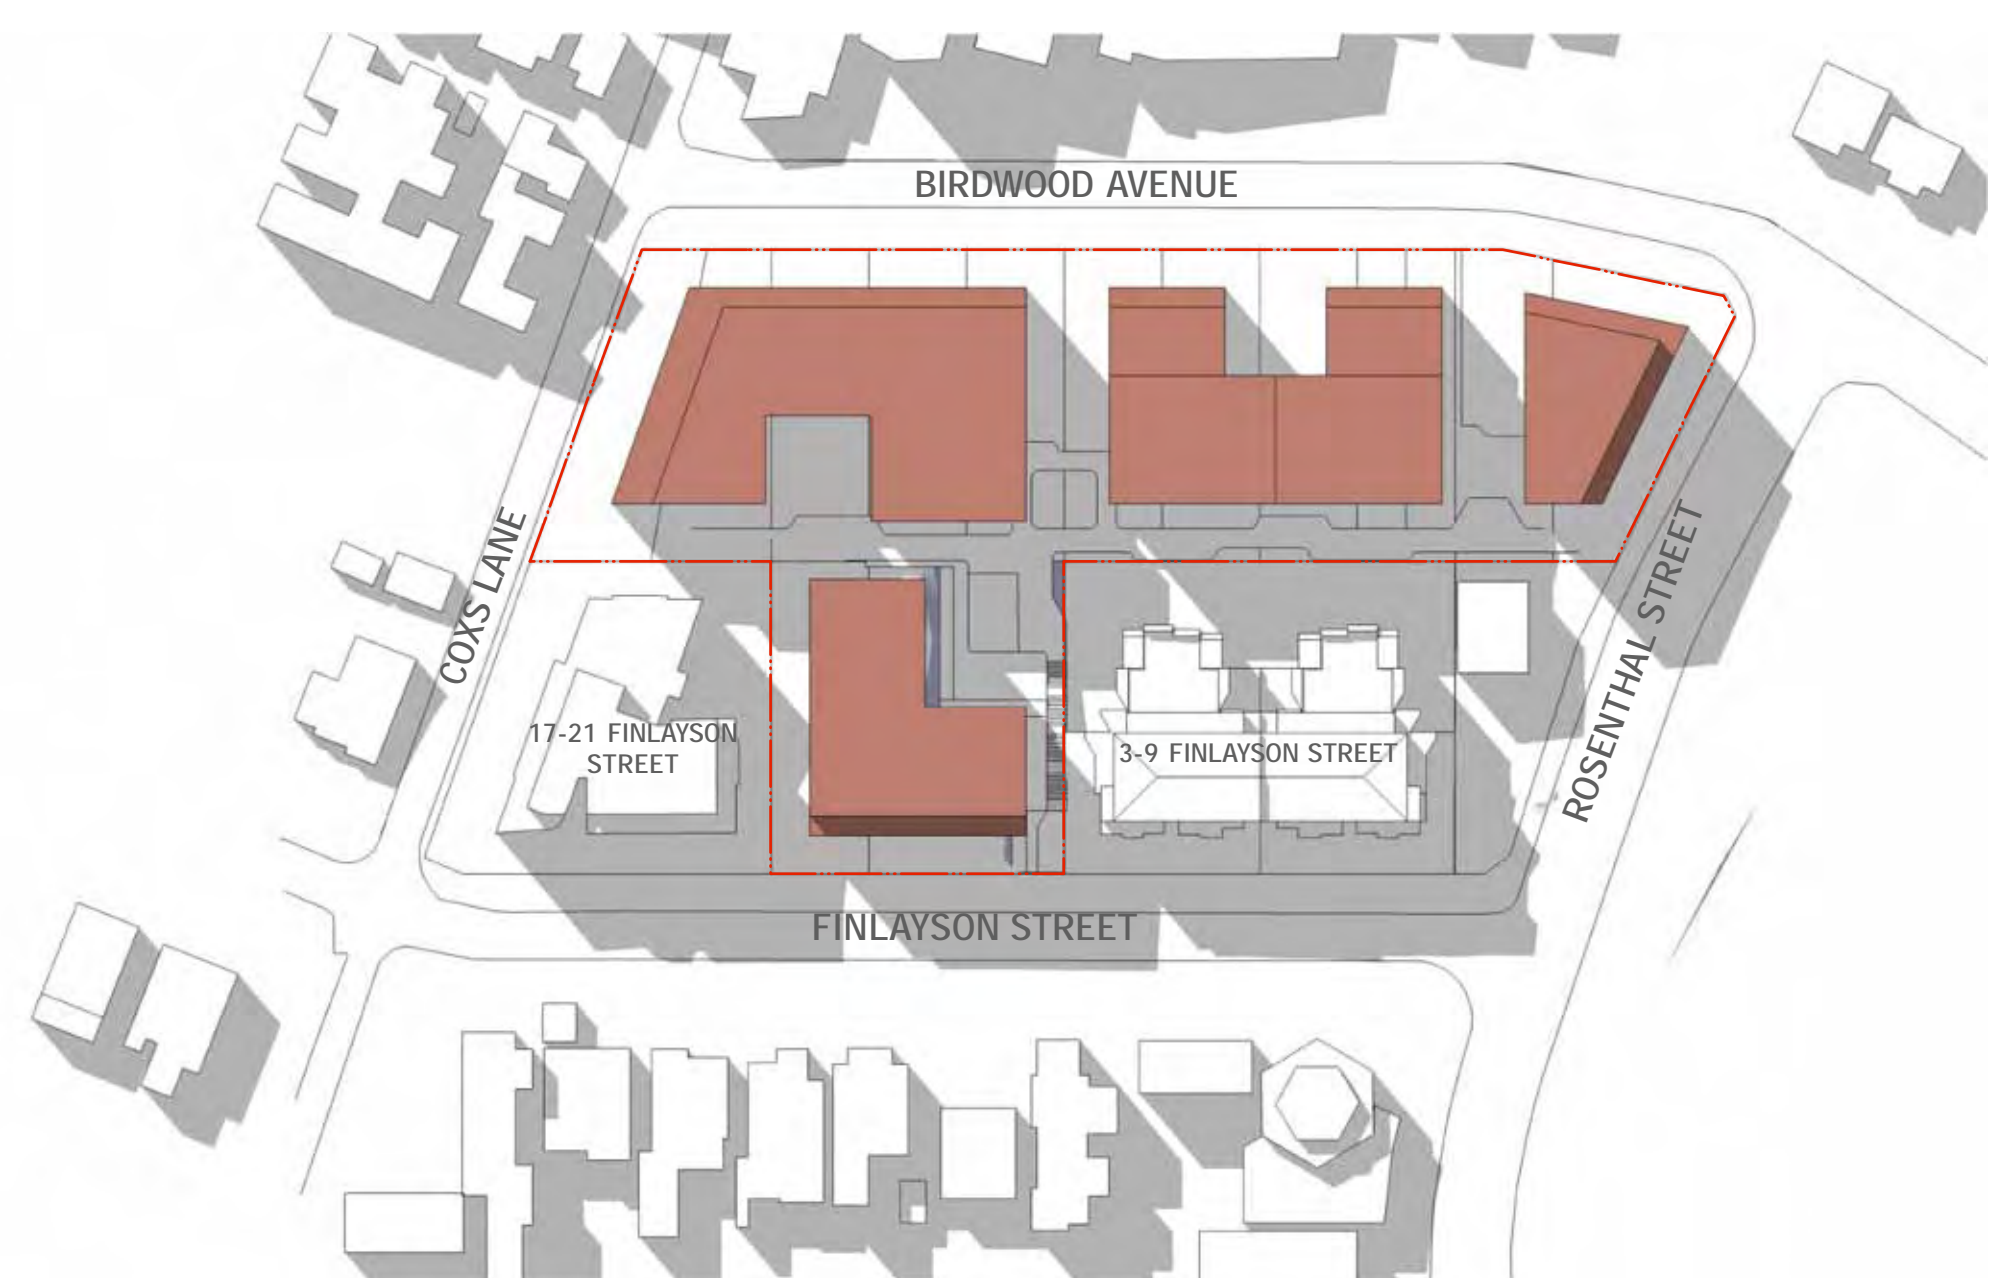 BIRDWOOD AVENUE
COXS LANE
ROSENTHAL STREET
17-21 FINLAYSON
STREET
3-9 FINLAYSON STREET
FINLAYSON STREET